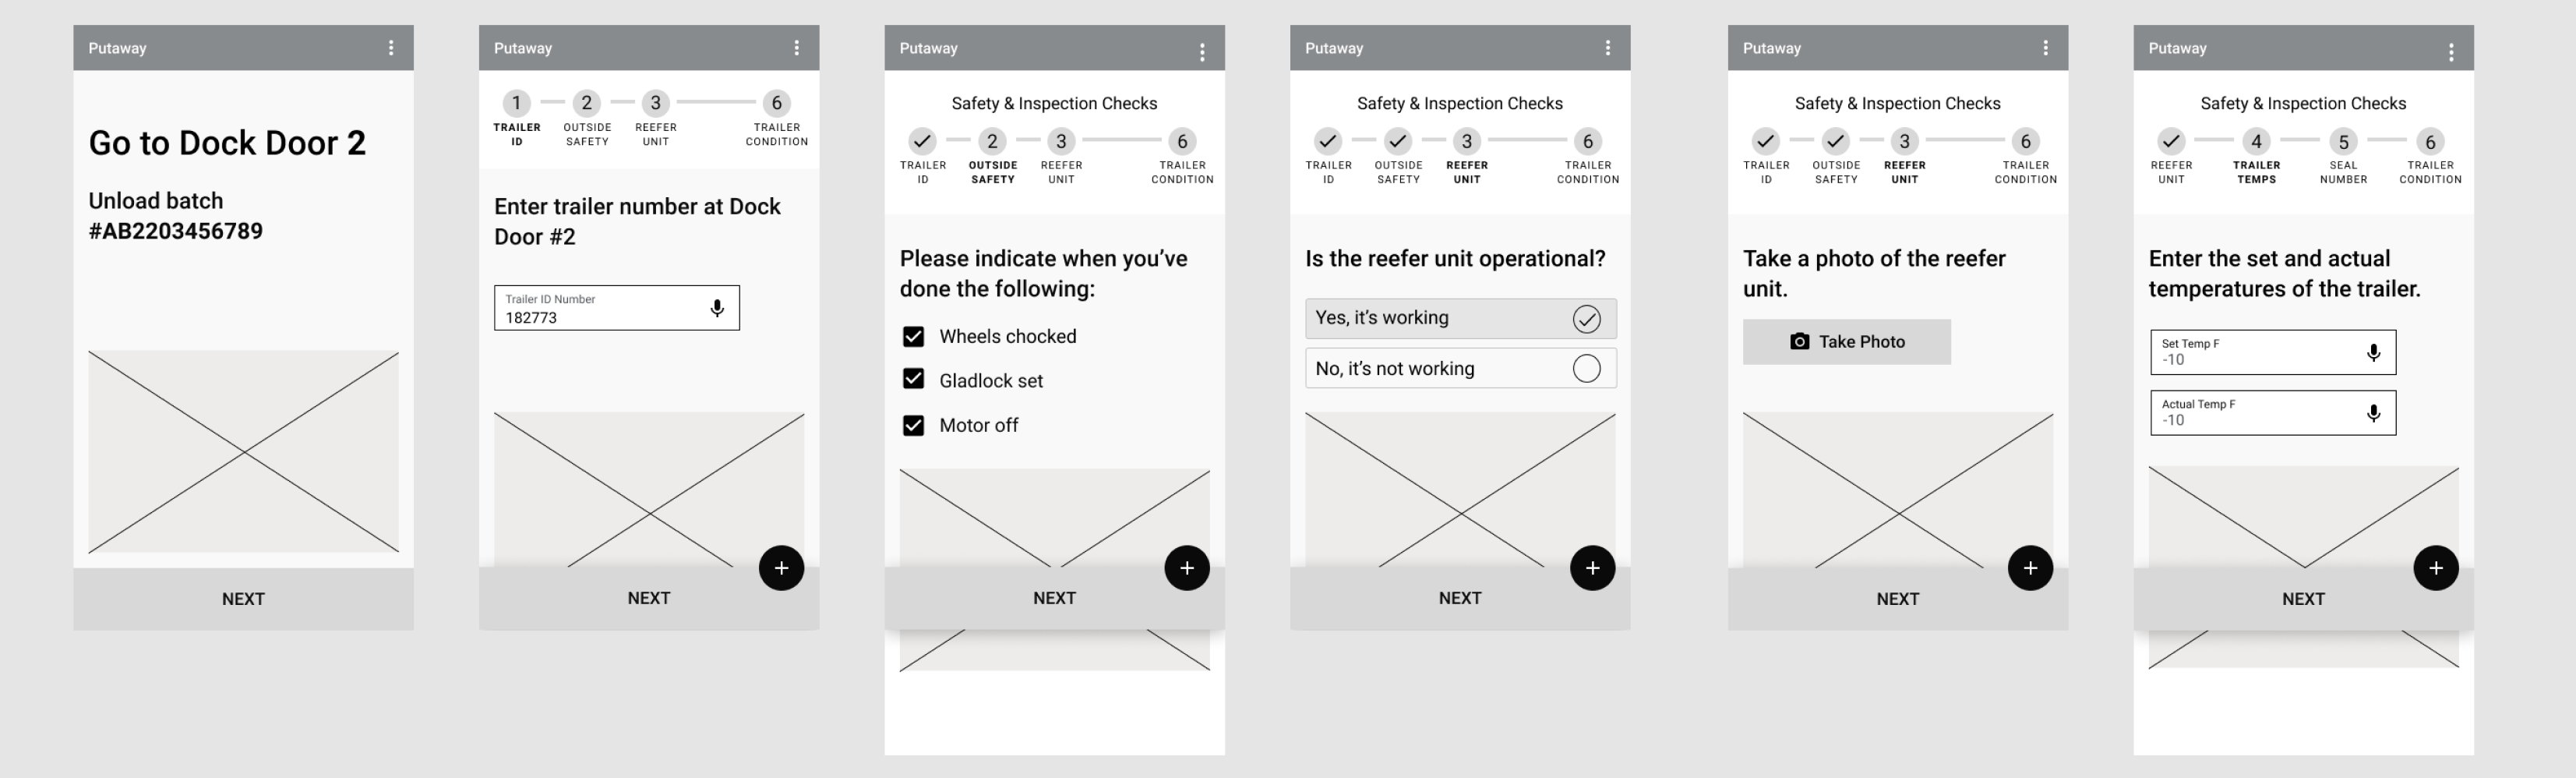 Putaway
Go to Dock Door 2
Unload batch
#AB2203456789
NEXT
Putaway
1 2 3 6
TRAILER ID
OUTSIDE SAFETY
REEFER UNIT
TRAILER CONDITION
Enter trailer number at Dock
Door #2
Trailer ID Number
182773
NEXT
Putaway
Safety & Inspection Checks
2 3 6
TRAILER ID
OUTSIDE SAFETY
REEFER UNIT
TRAILER CONDITION
Please indicate when you’ve
done the following:
Wheels chocked
Gladlock set
Motor off
NEXT
Putaway
Safety & Inspection Checks
3 6
TRAILER ID
OUTSIDE SAFETY
REEFER UNIT
TRAILER CONDITION
Is the reefer unit operational?
Yes, it’s working
No, it’s not working
NEXT
Putaway
Safety & Inspection Checks
3 6
TRAILER ID
OUTSIDE SAFETY
REEFER UNIT
TRAILER CONDITION
Take a photo of the reefer
unit.
Take Photo
NEXT
Putaway
Safety & Inspection Checks
4 5 6
REEFER UNIT
TRAILER TEMPS
SEAL NUMBER
TRAILER CONDITION
Enter the set and actual
temperatures of the trailer.
Set Temp F
-10
Actual Temp F
-10
NEXT